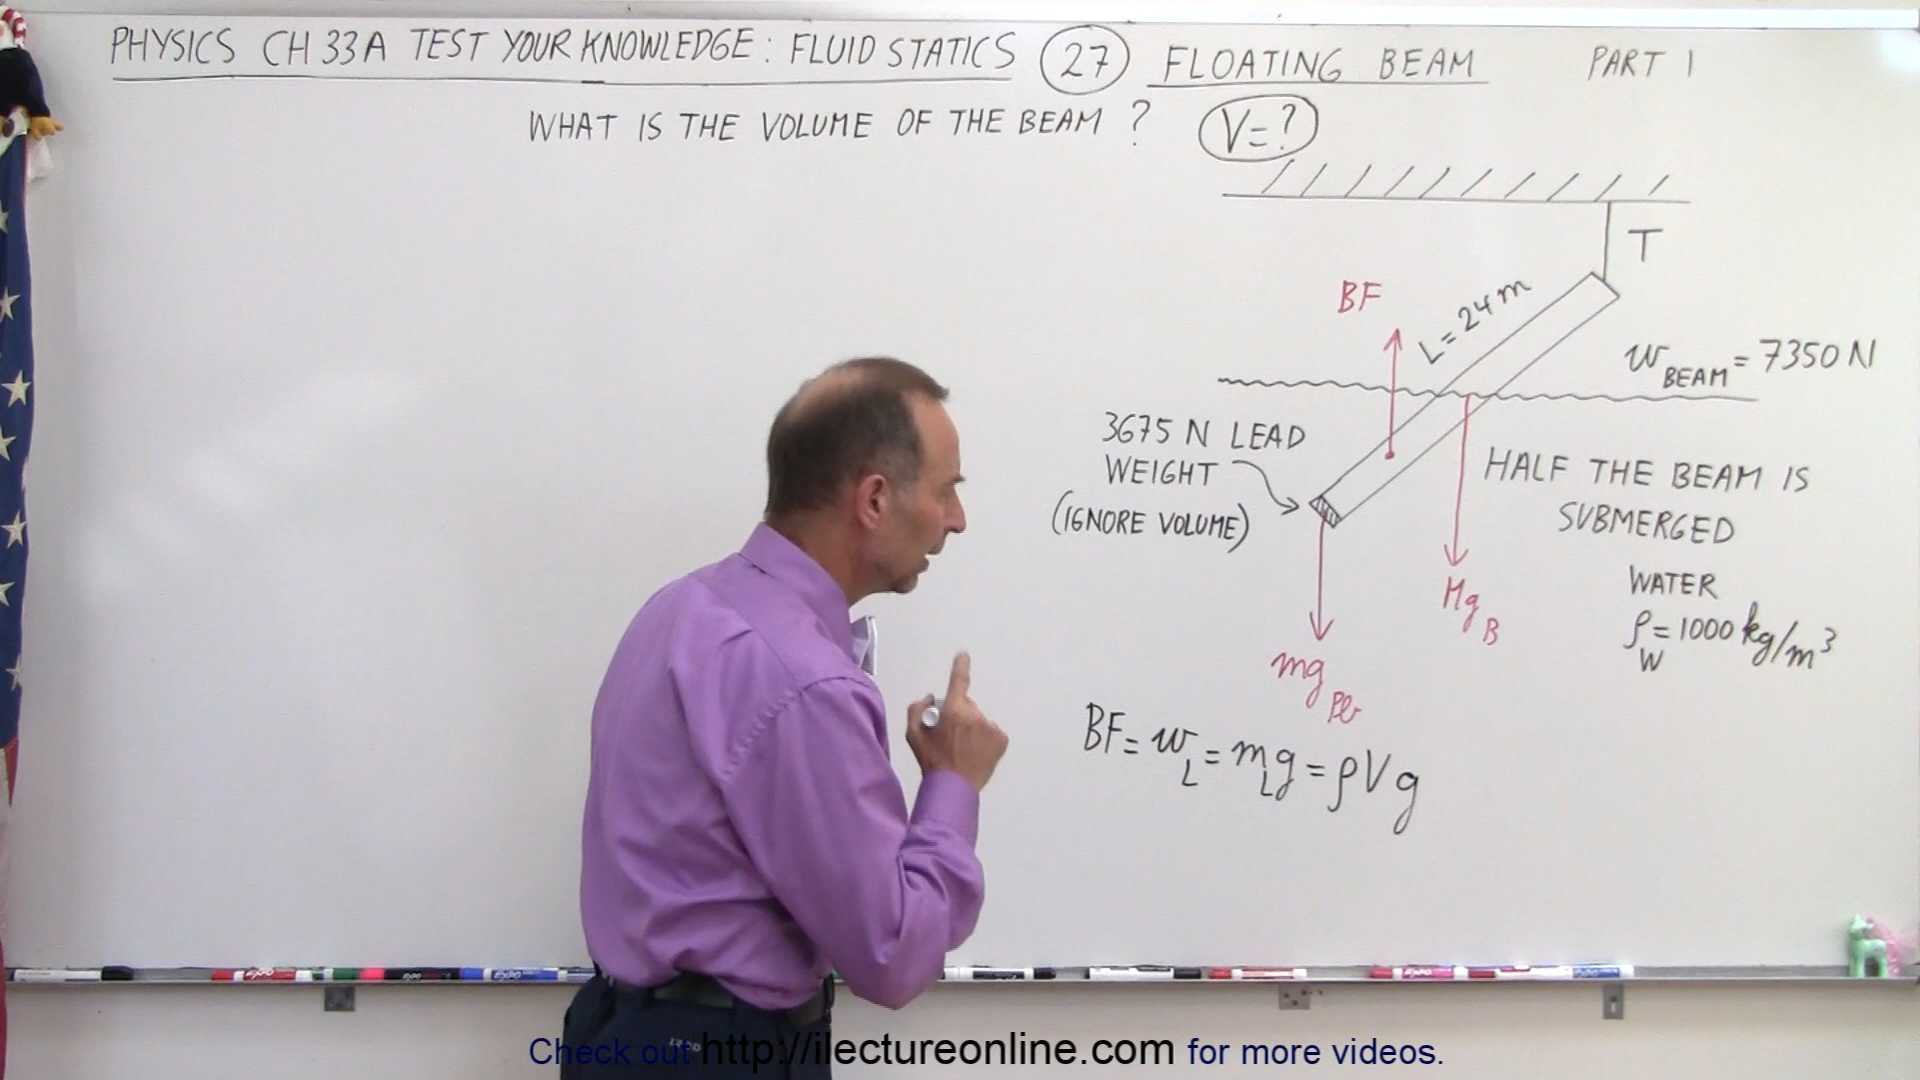 PHYSICS CH 33A TEST YOUR KNOWLEDGE: FLUID STATICS 27 FLOATING BEAM PART 1
WHAT IS THE VOLUME OF THE BEAM? V=?
T
BF
L=24m
w BEAM = 7350 N
3675 N LEAD
WEIGHT
(IGNORE VOLUME)
HALF THE BEAM IS
SUBMERGED
Mg B
WATER
ρ W = 1000 kg/m³
mg Pb
BF = w L = m L g = ρVg
Check out http://ilectureonline.com for more videos.